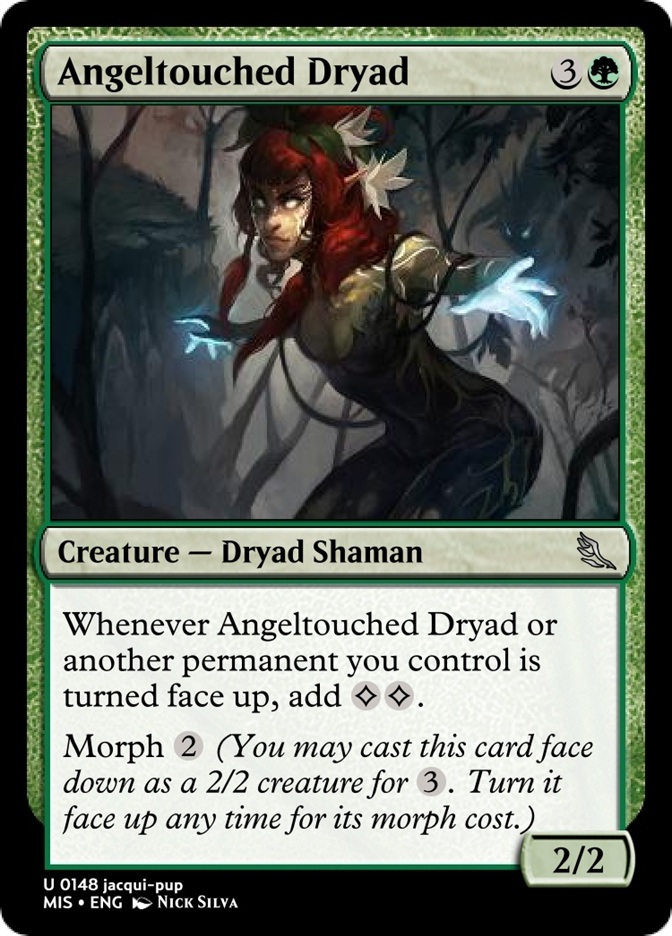 Angeltouched Dryad 3
Creature — Dryad Shaman
Whenever Angeltouched Dryad or
another permanent you control is
turned face up, add .
Morph 2 (You may cast this card face
down as a 2/2 creature for 3. Turn it
face up any time for its morph cost.)
2/2
U 0148 jacqui-pup
MIS • ENG Nick Silva